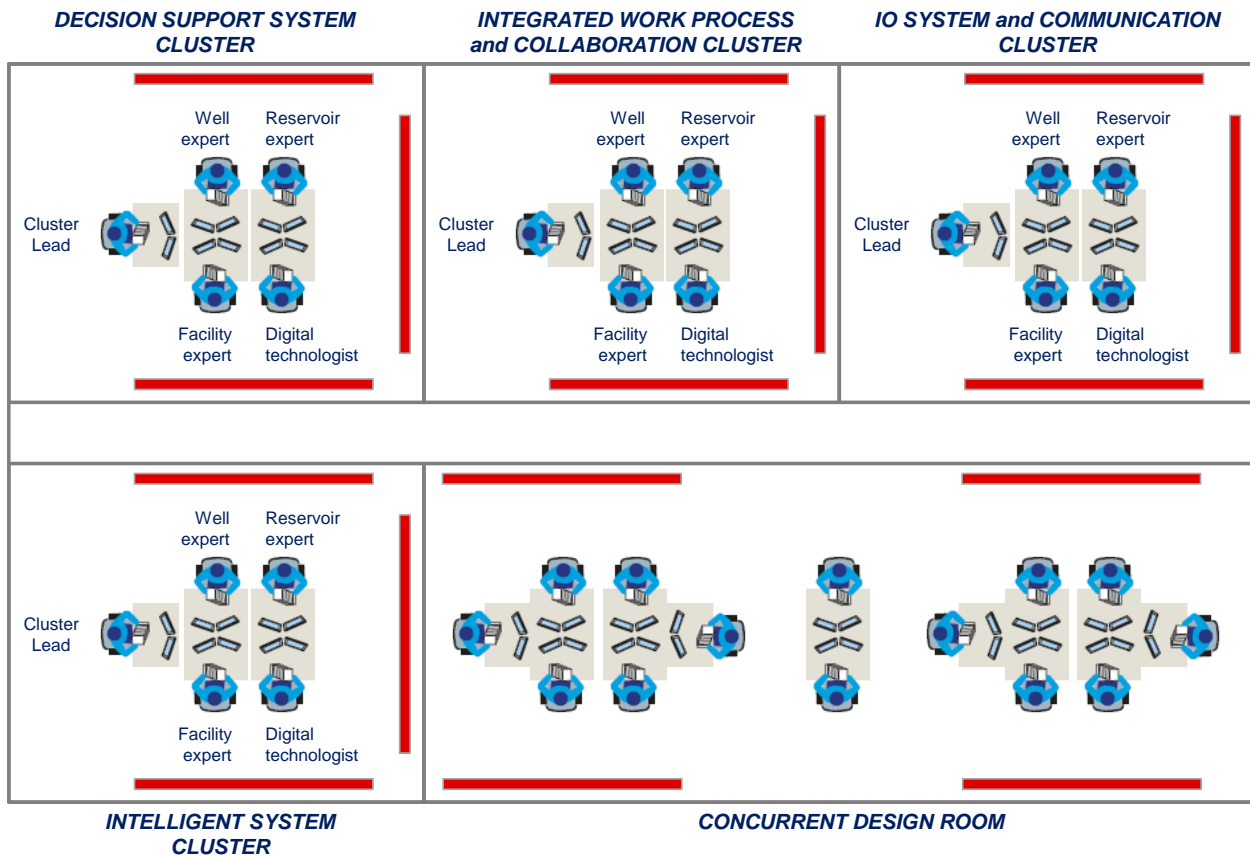 DECISION SUPPORT SYSTEM
CLUSTER
INTEGRATED WORK PROCESS
and COLLABORATION CLUSTER
IO SYSTEM and COMMUNICATION
CLUSTER
Well
expert
Reservoir
expert
Cluster
Lead
Facility
expert
Digital
technologist
Well
expert
Reservoir
expert
Cluster
Lead
Facility
expert
Digital
technologist
Well
expert
Reservoir
expert
Cluster
Lead
Facility
expert
Digital
technologist
Well
expert
Reservoir
expert
Cluster
Lead
Facility
expert
Digital
technologist
INTELLIGENT SYSTEM
CLUSTER
CONCURRENT DESIGN ROOM